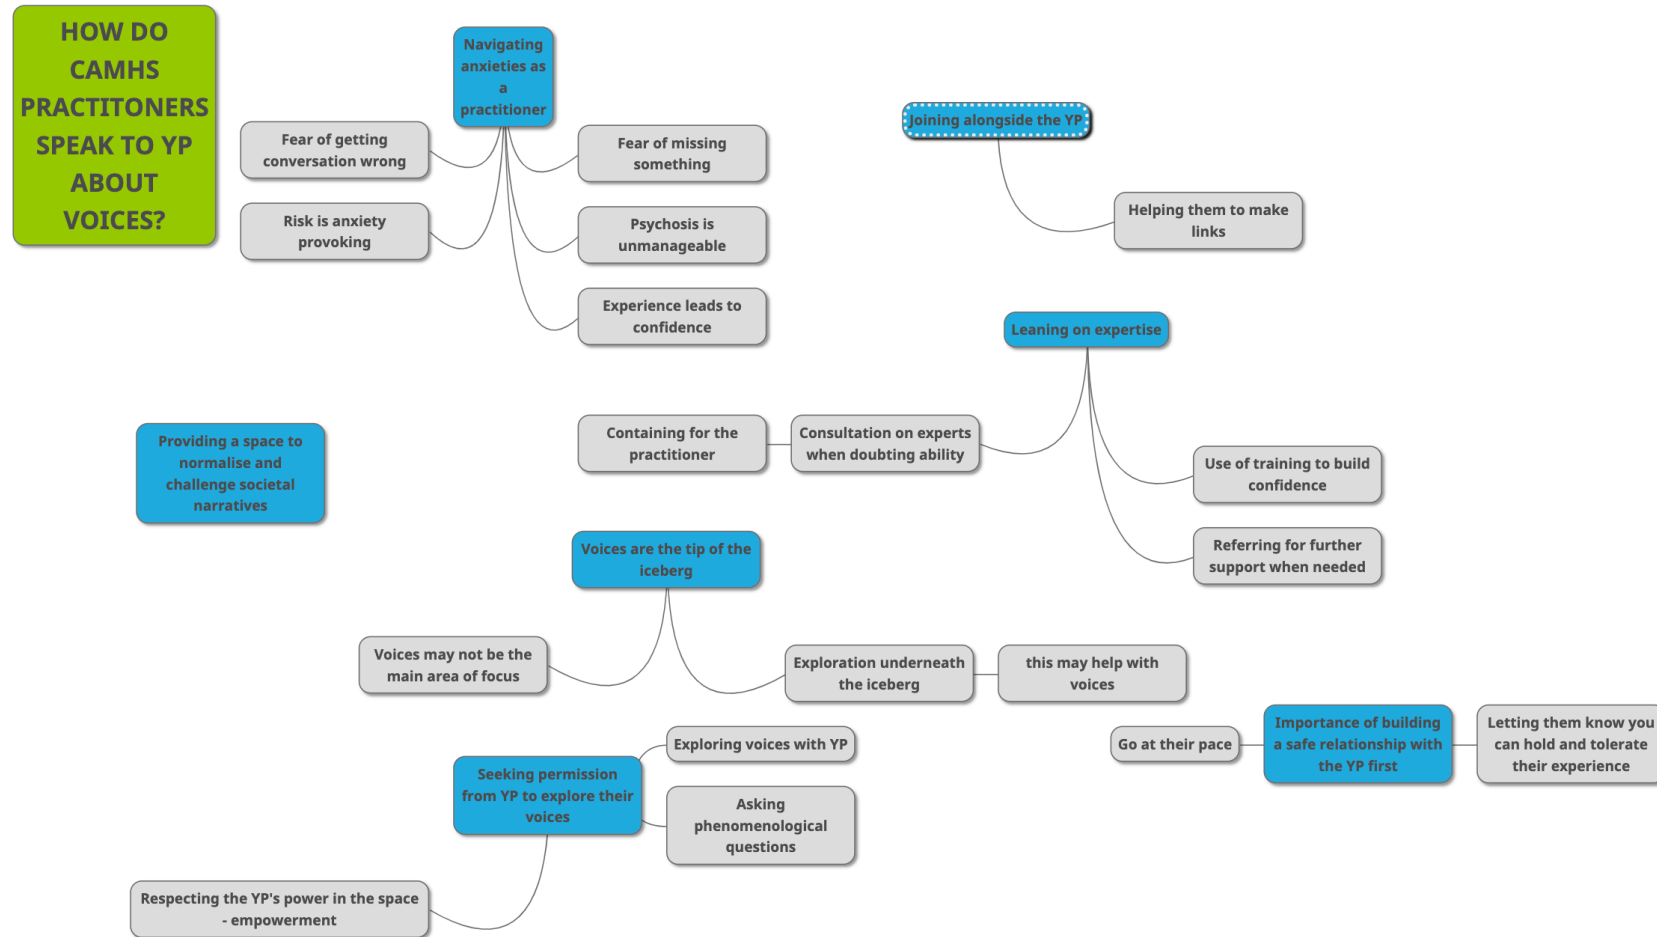 HOW DO
CAMHS
PRACTITONERS
SPEAK TO YP
ABOUT
VOICES?
Navigating
anxieties as
a
practitioner
Fear of getting
conversation wrong
Risk is anxiety
provoking
Fear of missing
something
Psychosis is
unmanageable
Experience leads to
confidence
Joining alongside the YP
Helping them to make
links
Leaning on expertise
Containing for the
practitioner
Consultation on experts
when doubting ability
Use of training to build
confidence
Referring for further
support when needed
Providing a space to
normalise and
challenge societal
narratives
Voices are the tip of the
iceberg
Voices may not be the
main area of focus
Exploration underneath
the iceberg
this may help with
voices
Seeking permission
from YP to explore their
voices
Exploring voices with YP
Asking
phenomenological
questions
Respecting the YP's power in the space
- empowerment
Go at their pace
Importance of building
a safe relationship with
the YP first
Letting them know you
can hold and tolerate
their experience